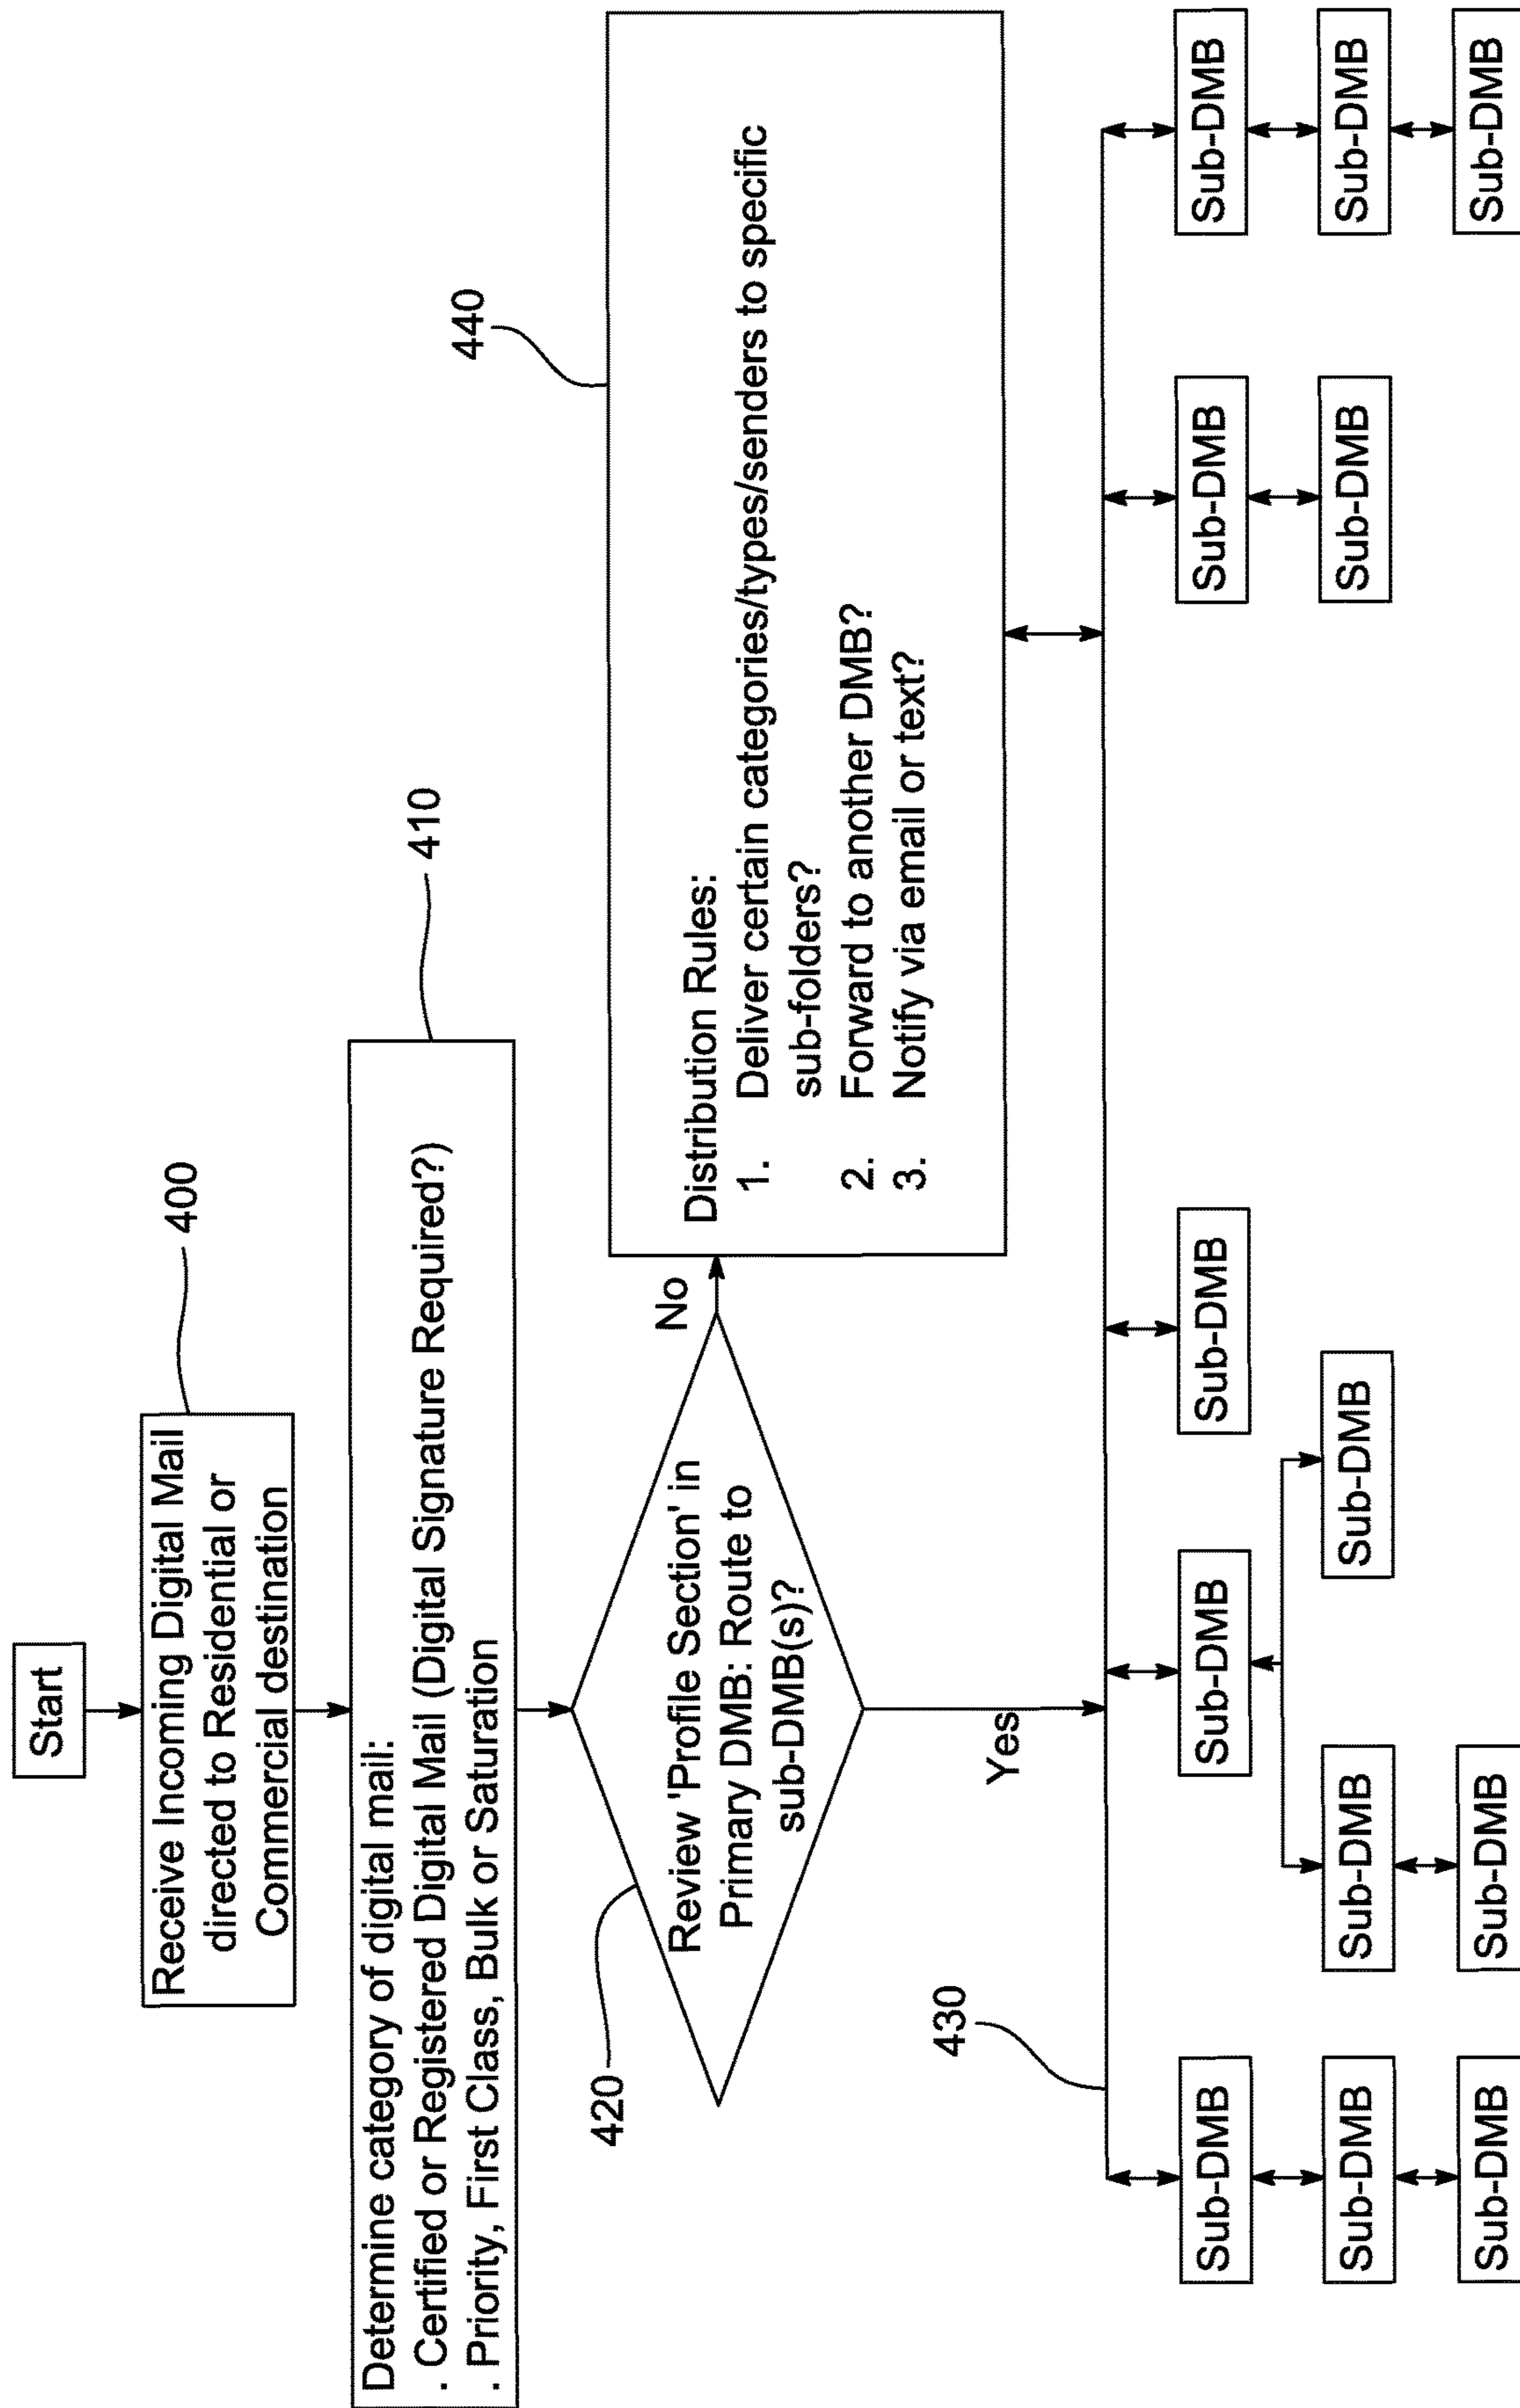 Start
400
Receive Incoming Digital Mail
directed to Residential or
Commercial destination
410
Determine category of digital mail:
. Certified or Registered Digital Mail (Digital Signature Required?)
. Priority, First Class, Bulk or Saturation
420
Review 'Profile Section' in
Primary DMB: Route to
sub-DMB(s)?
No
Yes
440
Distribution Rules:
1. Deliver certain categories/types/senders to specific
sub-folders?
2. Forward to another DMB?
3. Notify via email or text?
430
Sub-DMB
Sub-DMB
Sub-DMB
Sub-DMB
Sub-DMB
Sub-DMB
Sub-DMB
Sub-DMB
Sub-DMB
Sub-DMB
Sub-DMB
Sub-DMB
Sub-DMB